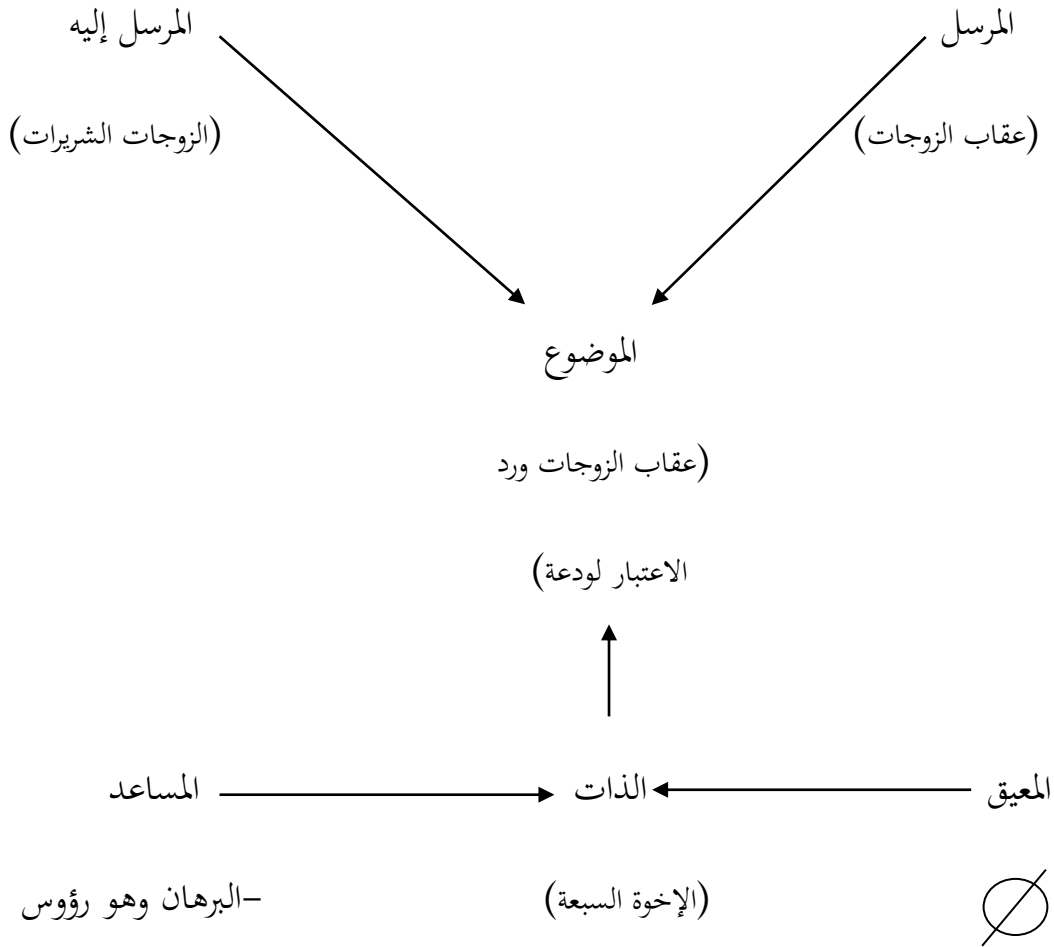 المرسل
المرسل إليه
(عقاب الزوجات)
(الزوجات الشريرات)
الموضوع
(عقاب الزوجات ورد
الاعتبار لودعة)
المعيق
الذات
المساعد
∅
(الإخوة السبعة)
-البرهان وهو رؤوس